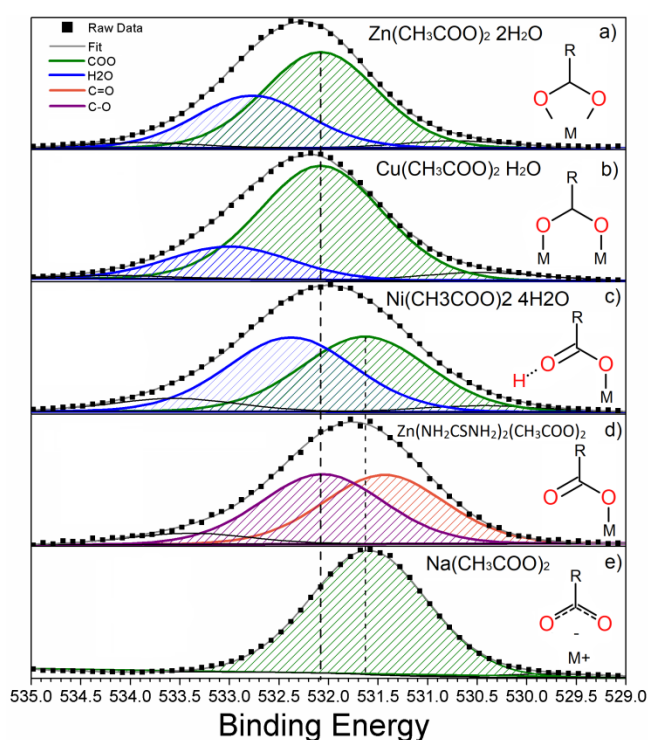 Raw Data
Fit
COO
H2O
C=O
C-O
Zn(CH₃COO)₂ 2H₂O
a)
R
O O
M
Cu(CH₃COO)₂ H₂O
b)
R
O O
M M
Ni(CH3COO)2 4H2O
c)
R
H O O
M
Zn(NH₂CSNH₂)₂(CH₃COO)₂
d)
R
O O
M
Na(CH₃COO)₂
e)
R
O O
-
M+
535.0 534.5 534.0 533.5 533.0 532.5 532.0 531.5 531.0 530.5 530.0 529.5 529.0
Binding Energy